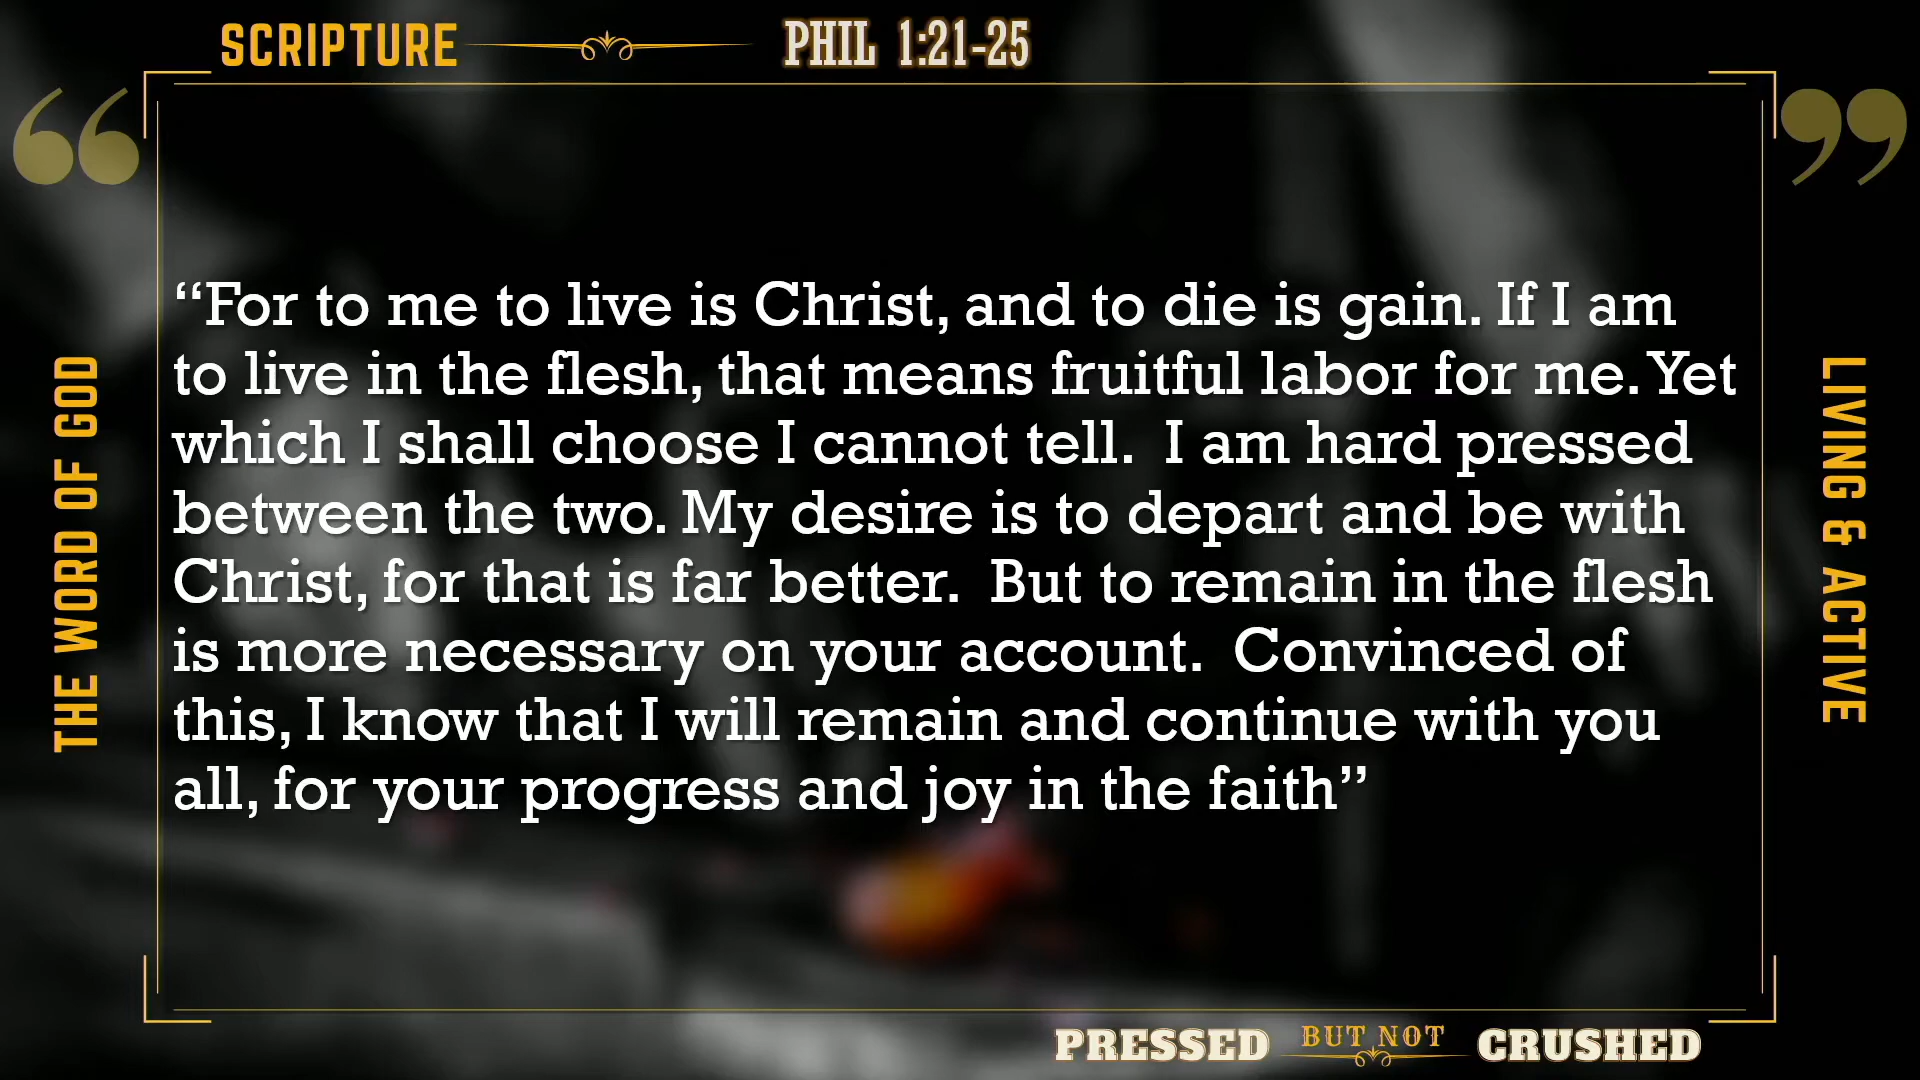 SCRIPTURE PHIL 1:21-25
“For to me to live is Christ, and to die is gain. If I am
to live in the flesh, that means fruitful labor for me. Yet
which I shall choose I cannot tell.  I am hard pressed
between the two. My desire is to depart and be with
Christ, for that is far better.  But to remain in the flesh
is more necessary on your account.  Convinced of
this, I know that I will remain and continue with you
all, for your progress and joy in the faith”
THE WORD OF GOD
LIVING & ACTIVE
PRESSED BUT NOT CRUSHED